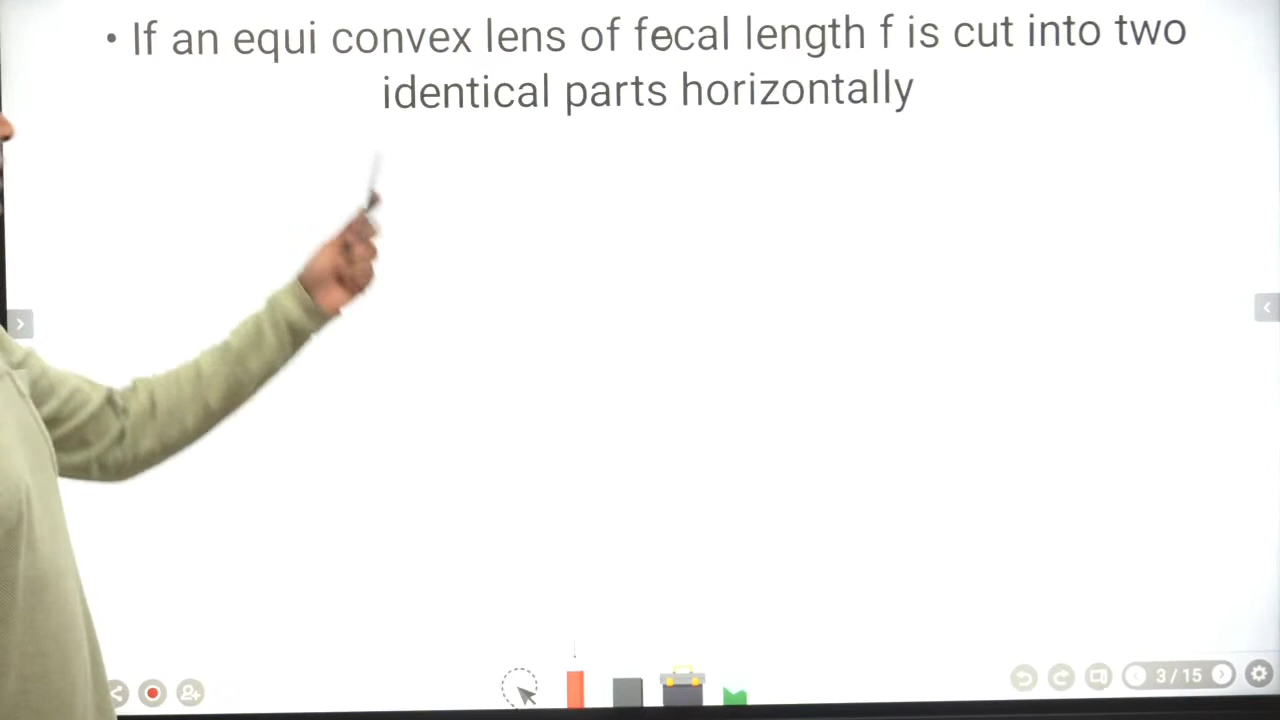 • If an equi convex lens of fecal length f is cut into two
identical parts horizontally
3 / 15